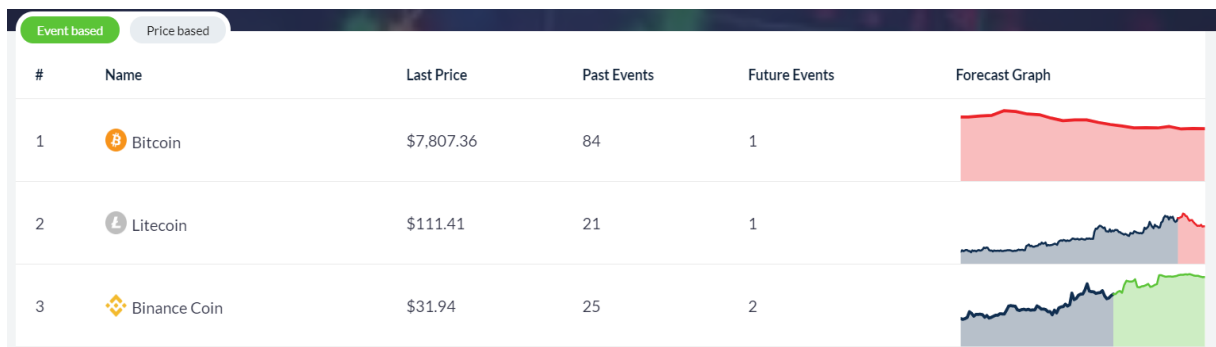 Event based Price based
# Name Last Price Past Events Future Events Forecast Graph
1 Bitcoin $7,807.36 84 1
2 Litecoin $111.41 21 1
3 Binance Coin $31.94 25 2